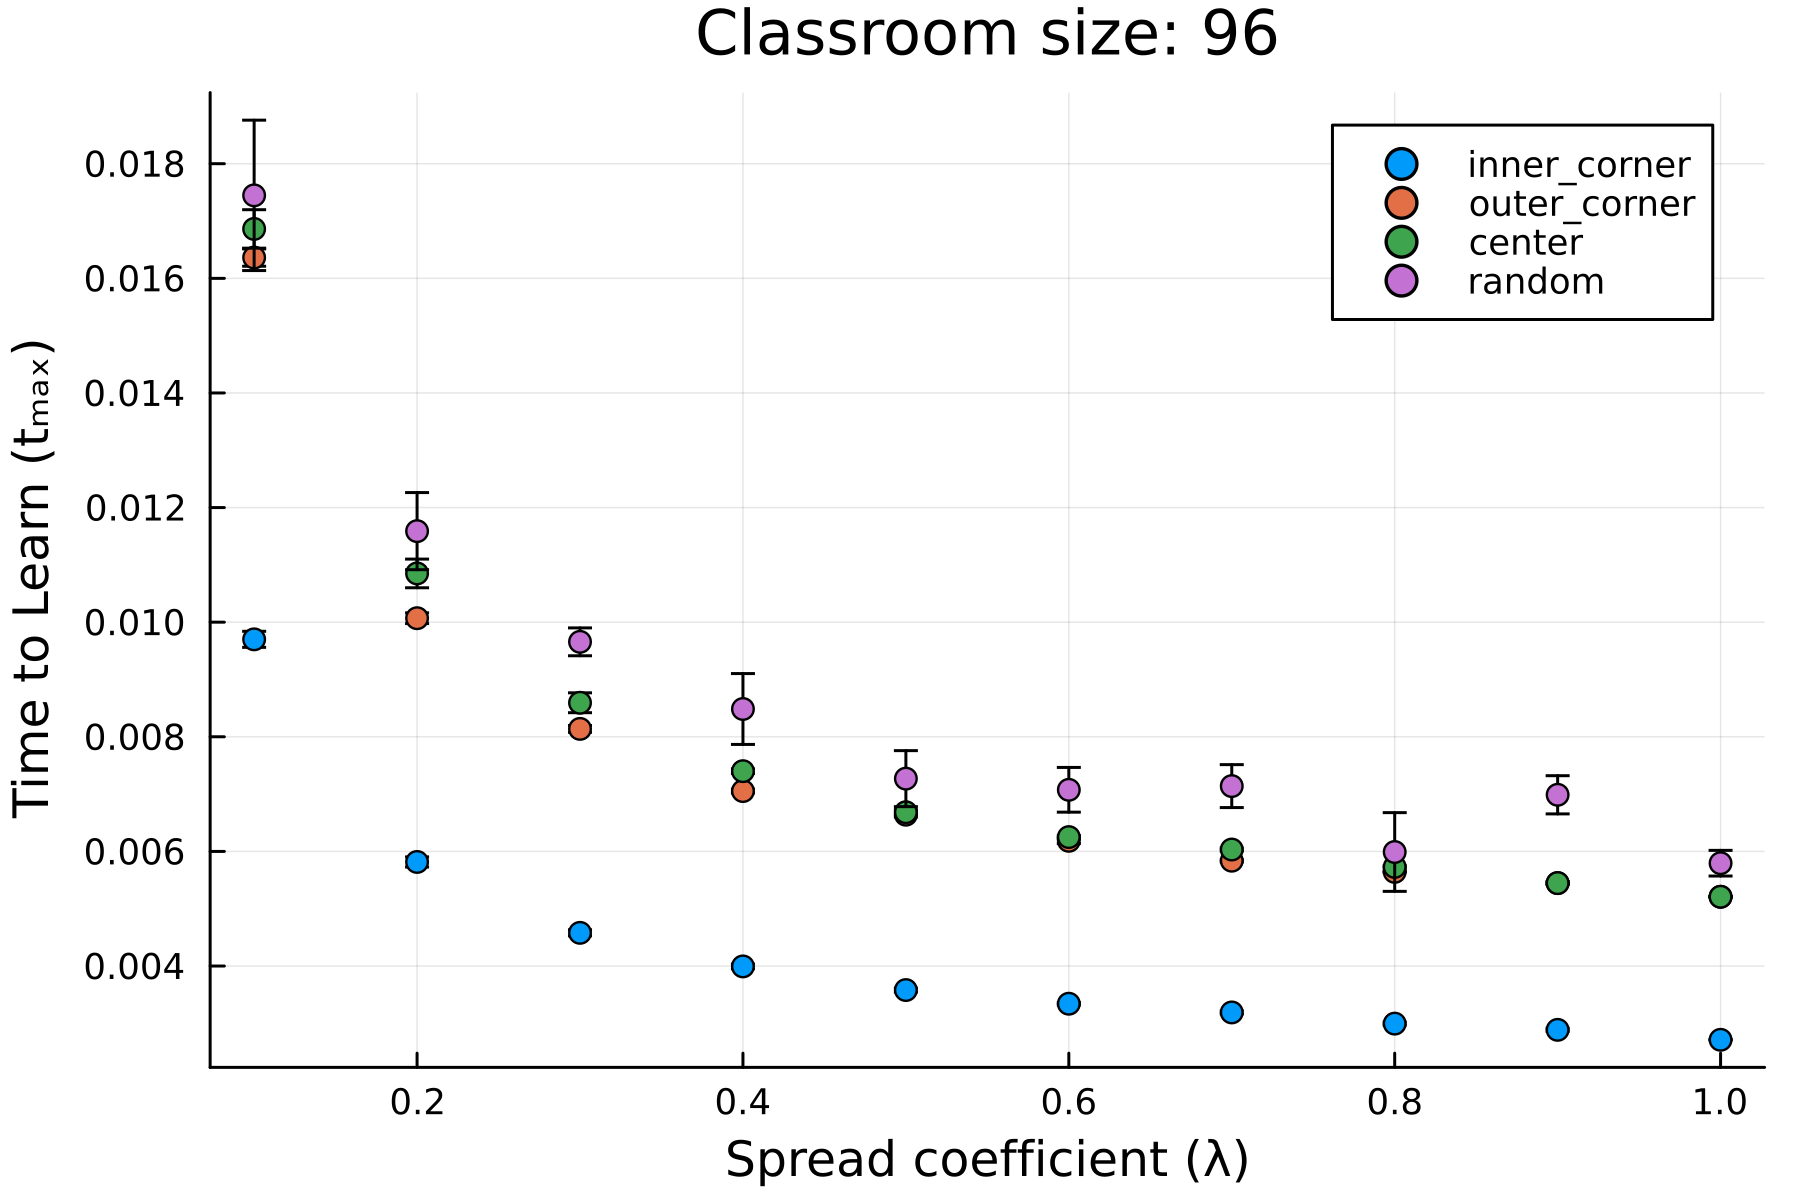 Classroom size: 96
0.018
0.016
0.014
0.012
0.010
0.008
0.006
0.004
Time to Learn (tₘₐₓ)
inner_corner
outer_corner
center
random
0.2
0.4
0.6
0.8
1.0
Spread coefficient (λ)